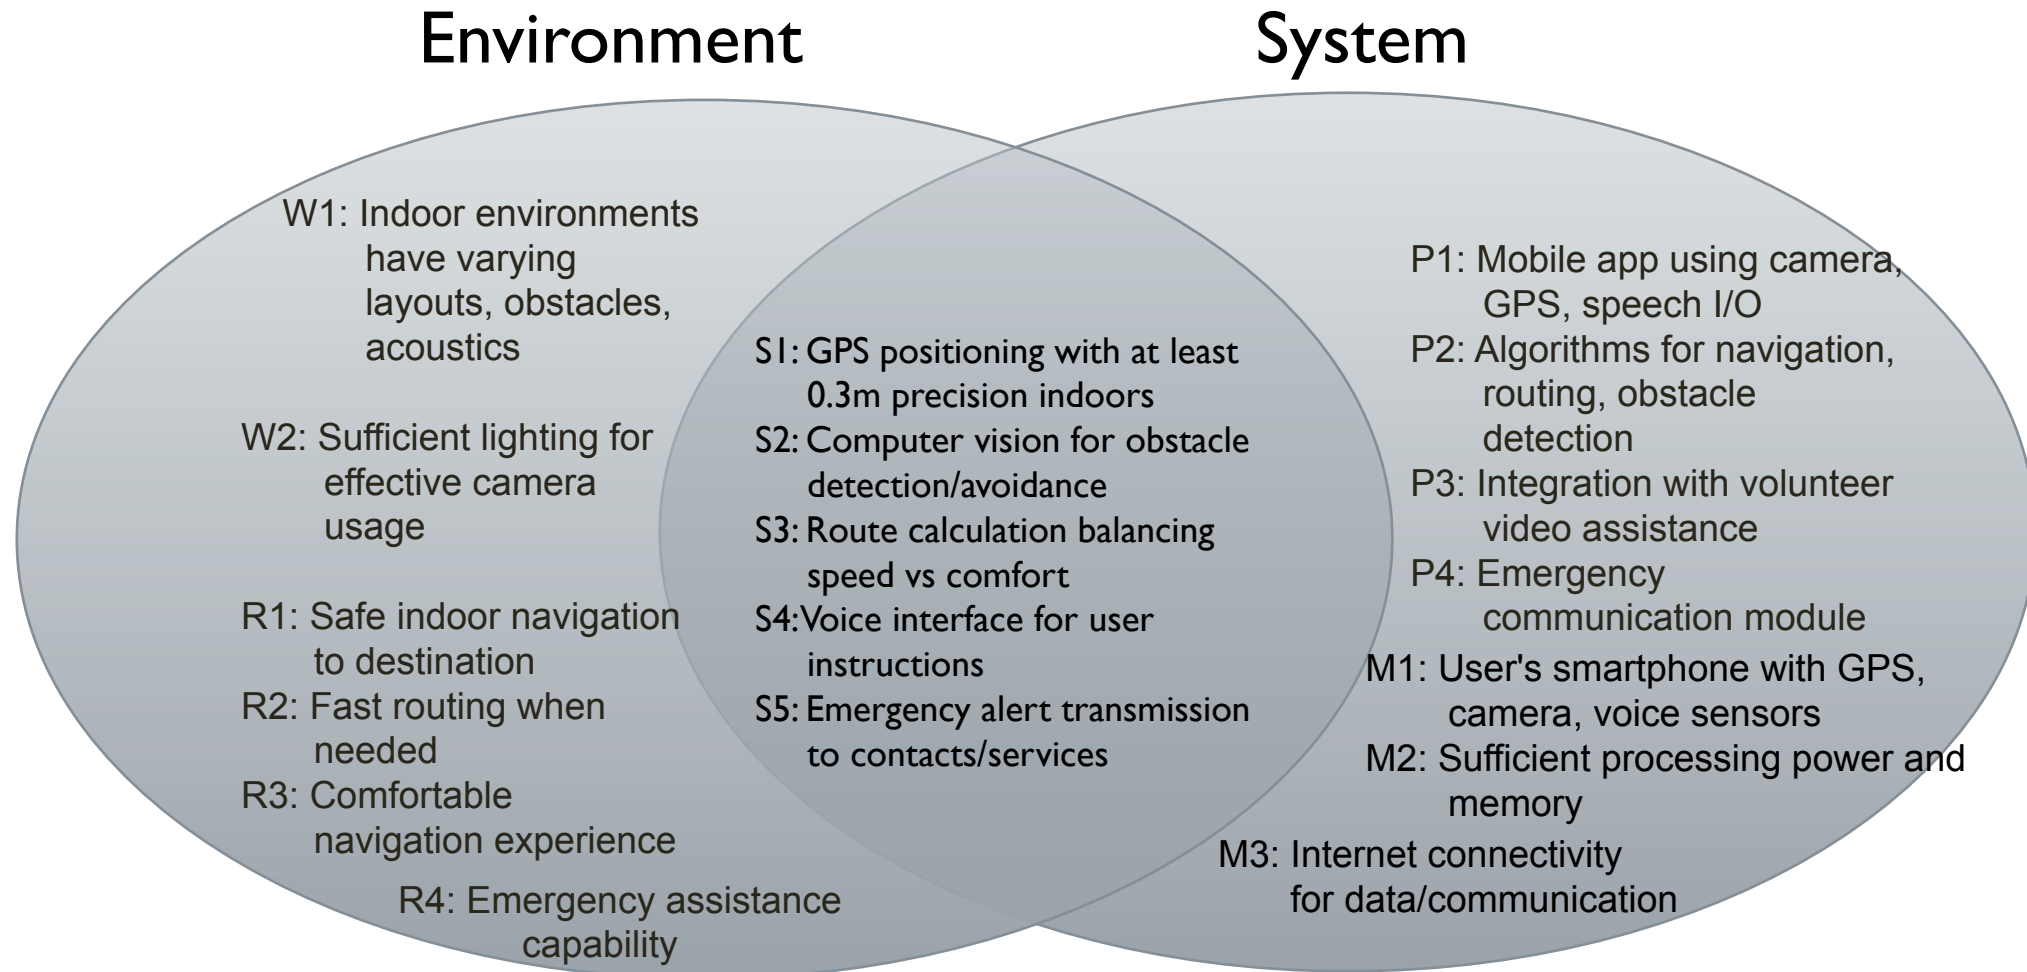 Environment
System
W1: Indoor environments
have varying
layouts, obstacles,
acoustics
W2: Sufficient lighting for
effective camera
usage
R1: Safe indoor navigation
to destination
R2: Fast routing when
needed
R3: Comfortable
navigation experience
R4: Emergency assistance
capability
S1: GPS positioning with at least
0.3m precision indoors
S2: Computer vision for obstacle
detection/avoidance
S3: Route calculation balancing
speed vs comfort
S4: Voice interface for user
instructions
S5: Emergency alert transmission
to contacts/services
P1: Mobile app using camera,
GPS, speech I/O
P2: Algorithms for navigation,
routing, obstacle
detection
P3: Integration with volunteer
video assistance
P4: Emergency
communication module
M1: User's smartphone with GPS,
camera, voice sensors
M2: Sufficient processing power and
memory
M3: Internet connectivity
for data/communication